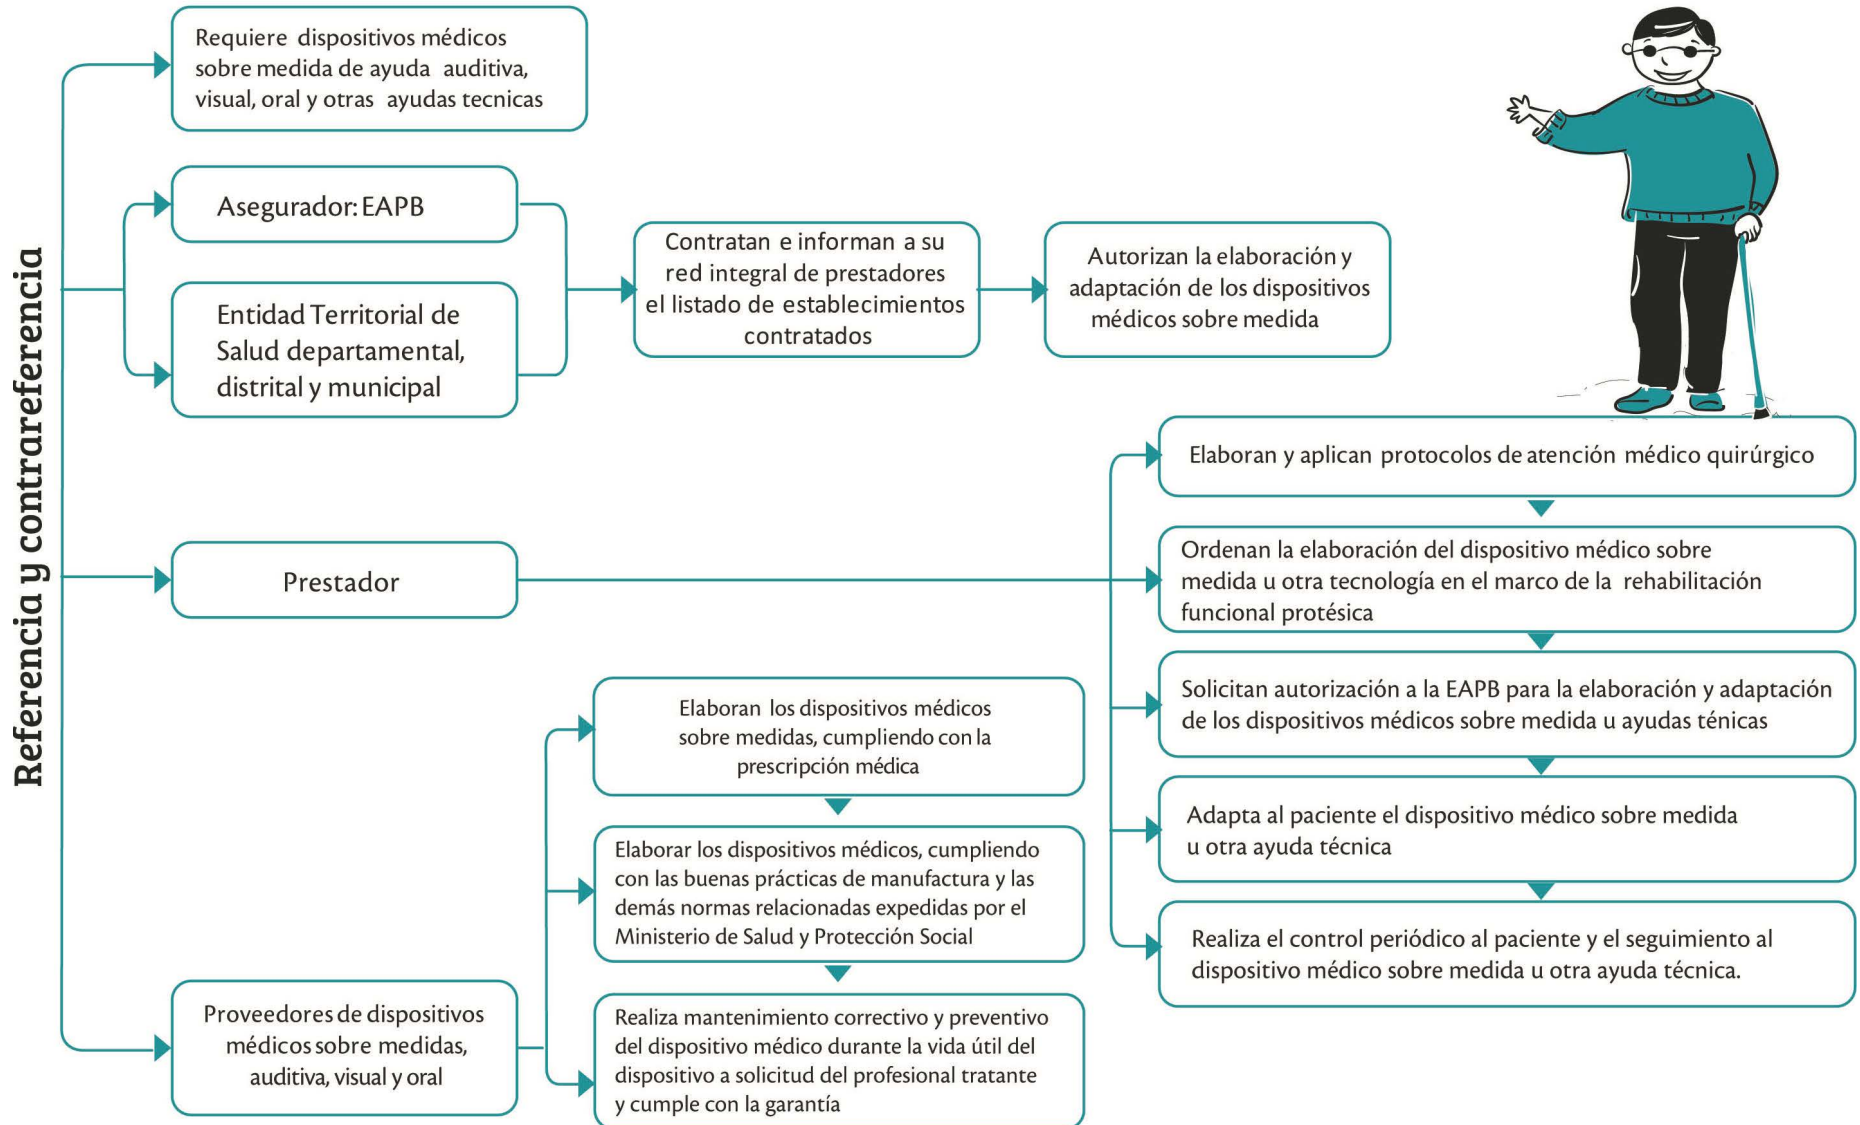 Referencia y contrareferencia
Requiere dispositivos médicos
sobre medida de ayuda auditiva,
visual, oral y otras ayudas tecnicas
Asegurador: EAPB
Entidad Territorial de
Salud departamental,
distrital y municipal
Contratan e informan a su
red integral de prestadores
el listado de establecimientos
contratados
Autorizan la elaboración y
adaptación de los dispositivos
médicos sobre medida
Prestador
Elaboran y aplican protocolos de atención médico quirúrgico
Ordenan la elaboración del dispositivo médico sobre
medida u otra tecnología en el marco de la rehabilitación
funcional protésica
Solicitan autorización a la EAPB para la elaboración y adaptación
de los dispositivos médicos sobre medida u ayudas ténicas
Adapta al paciente el dispositivo médico sobre medida
u otra ayuda técnica
Realiza el control periódico al paciente y el seguimiento al
dispositivo médico sobre medida u otra ayuda técnica.
Proveedores de dispositivos
médicos sobre medidas,
auditiva, visual y oral
Elaboran los dispositivos médicos
sobre medidas, cumpliendo con la
prescripción médica
Elaborar los dispositivos médicos, cumpliendo
con las buenas prácticas de manufactura y las
demás normas relacionadas expedidas por el
Ministerio de Salud y Protección Social
Realiza mantenimiento correctivo y preventivo
del dispositivo médico durante la vida útil del
dispositivo a solicitud del profesional tratante
y cumple con la garantía